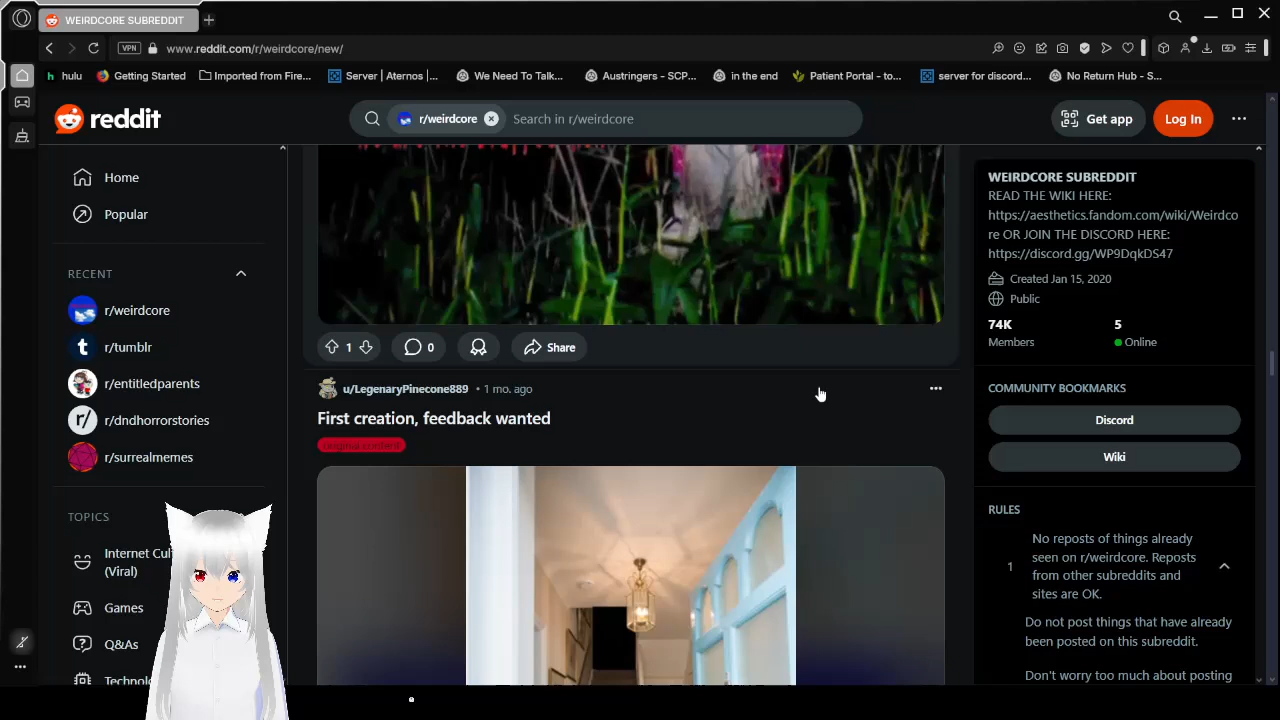 WEIRDCORE SUBREDDIT
VPN
www.reddit.com/r/weirdcore/new/
hulu
Getting Started
Imported from Fire...
Server | Aternos |...
We Need To Talk...
Austringers - SCP...
in the end
Patient Portal - to...
server for discord...
No Return Hub - S...
reddit
r/weirdcore
Search in r/weirdcore
Get app
Log In
Home
Popular
RECENT
r/weirdcore
r/tumblr
r/entitledparents
r/dndhorrorstories
r/surrealmemes
TOPICS
Internet Cul
(Viral)
Games
Q&As
Technolo
1
0
Share
u/LegenaryPinecone889 • 1 mo. ago
First creation, feedback wanted
original content
WEIRDCORE SUBREDDIT
READ THE WIKI HERE:
https://aesthetics.fandom.com/wiki/Weirdco
re OR JOIN THE DISCORD HERE:
https://discord.gg/WP9DqkDS47
Created Jan 15, 2020
Public
74K
Members
5
Online
COMMUNITY BOOKMARKS
Discord
Wiki
RULES
1
No reposts of things already
seen on r/weirdcore. Reposts
from other subreddits and
sites are OK.
Do not post things that have already
been posted on this subreddit.
Don't worry too much about posting